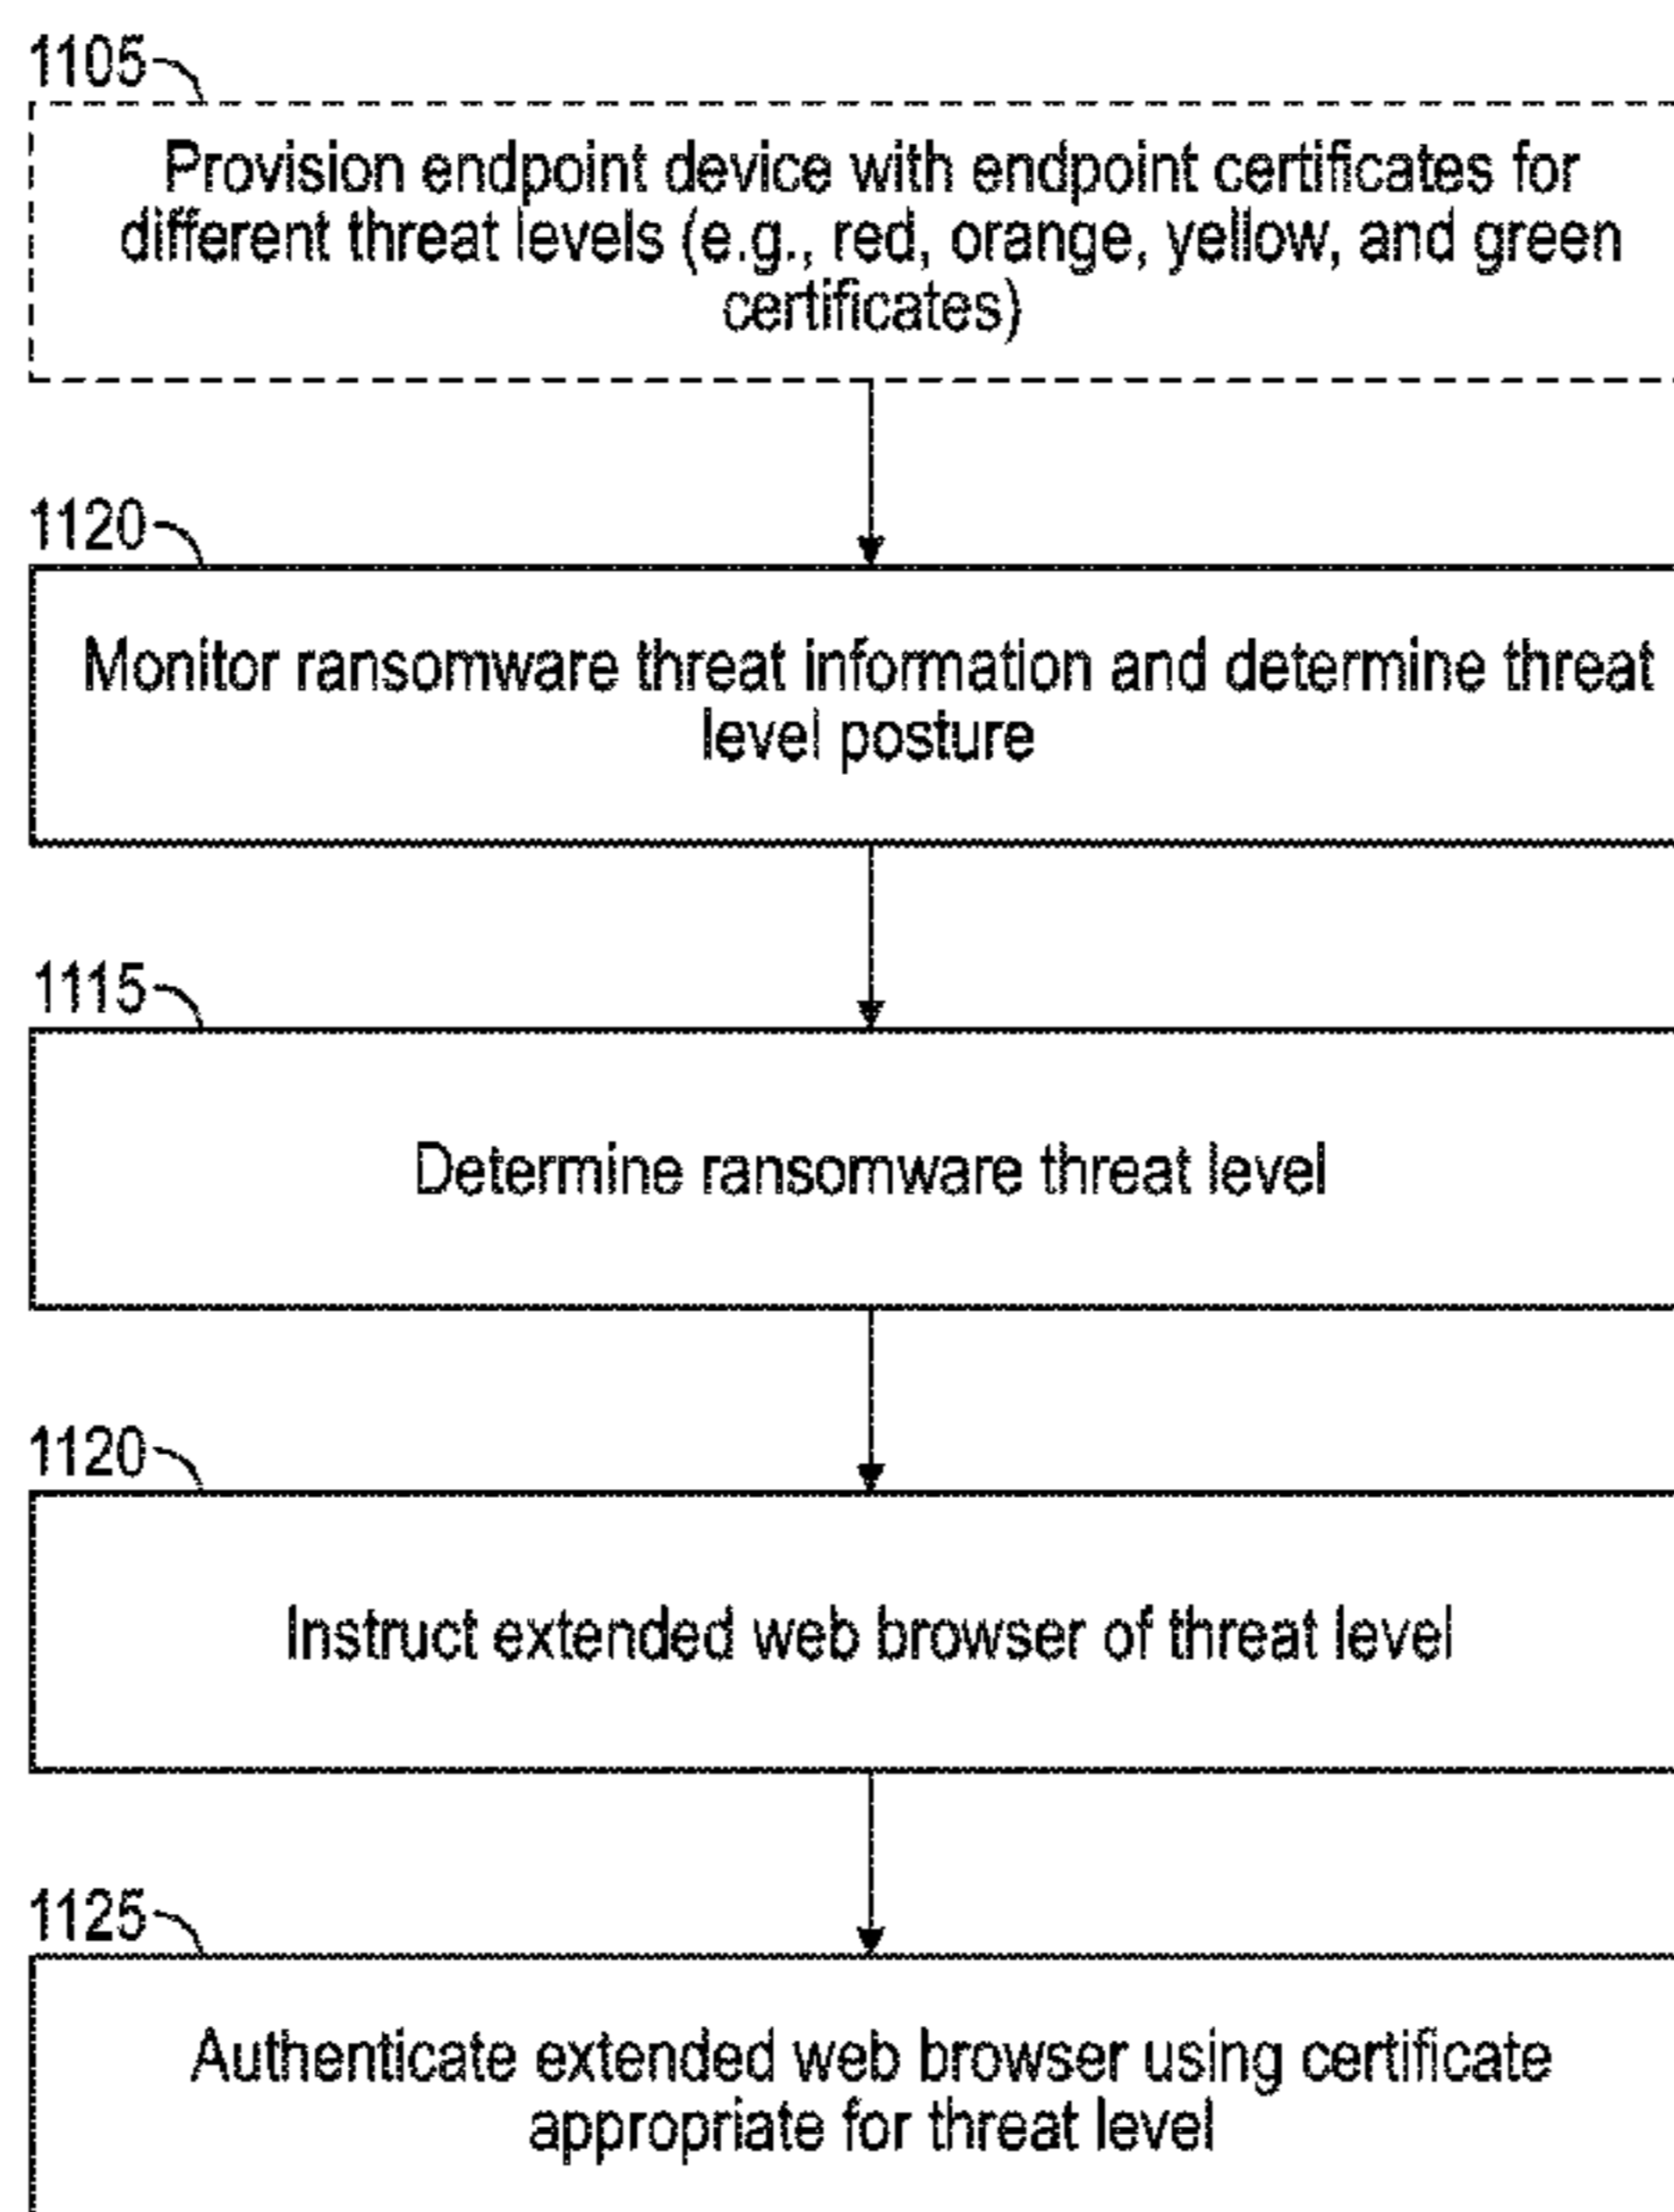 1105
Provision endpoint device with endpoint certificates for
different threat levels (e.g., red, orange, yellow, and green
certificates)
1120
Monitor ransomware threat information and determine threat
level posture
1115
Determine ransomware threat level
1120
Instruct extended web browser of threat level
1125
Authenticate extended web browser using certificate
appropriate for threat level